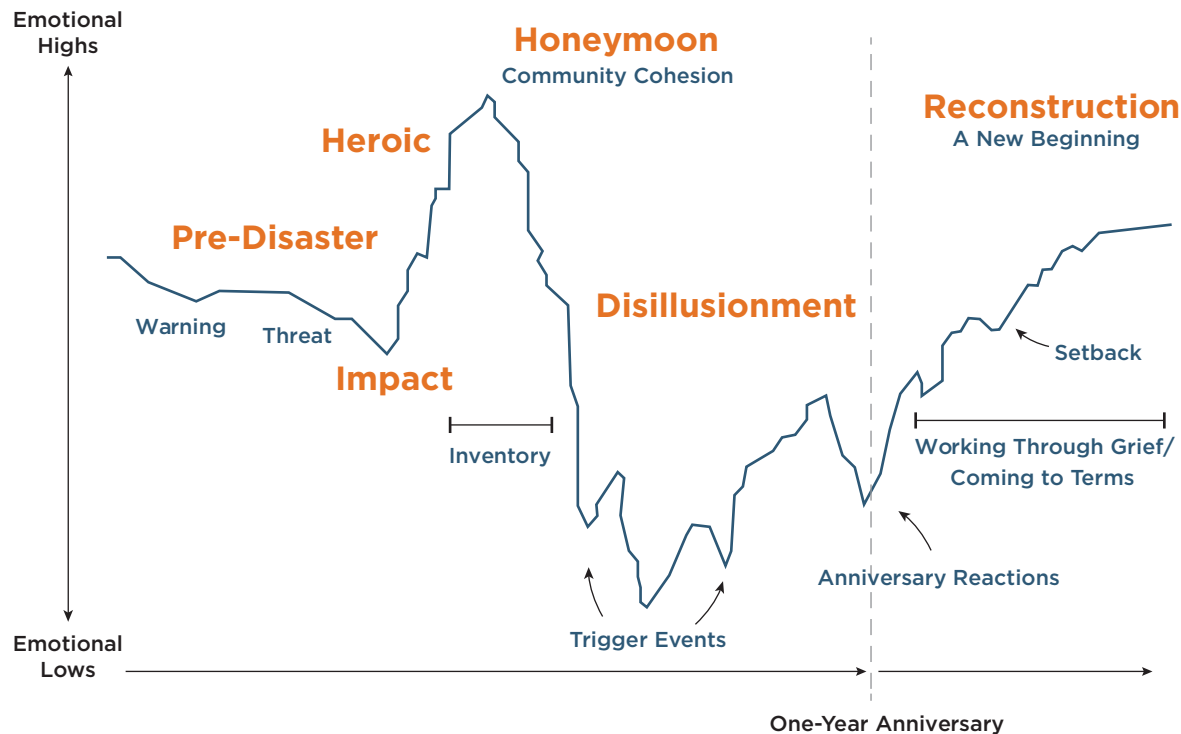 Emotional
Highs
Honeymoon
Community Cohesion
Reconstruction
A New Beginning
Heroic
Pre-Disaster
Warning
Threat
Impact
Disillusionment
Setback
Inventory
Working Through Grief/
Coming to Terms
Anniversary Reactions
Trigger Events
Emotional
Lows
One-Year Anniversary